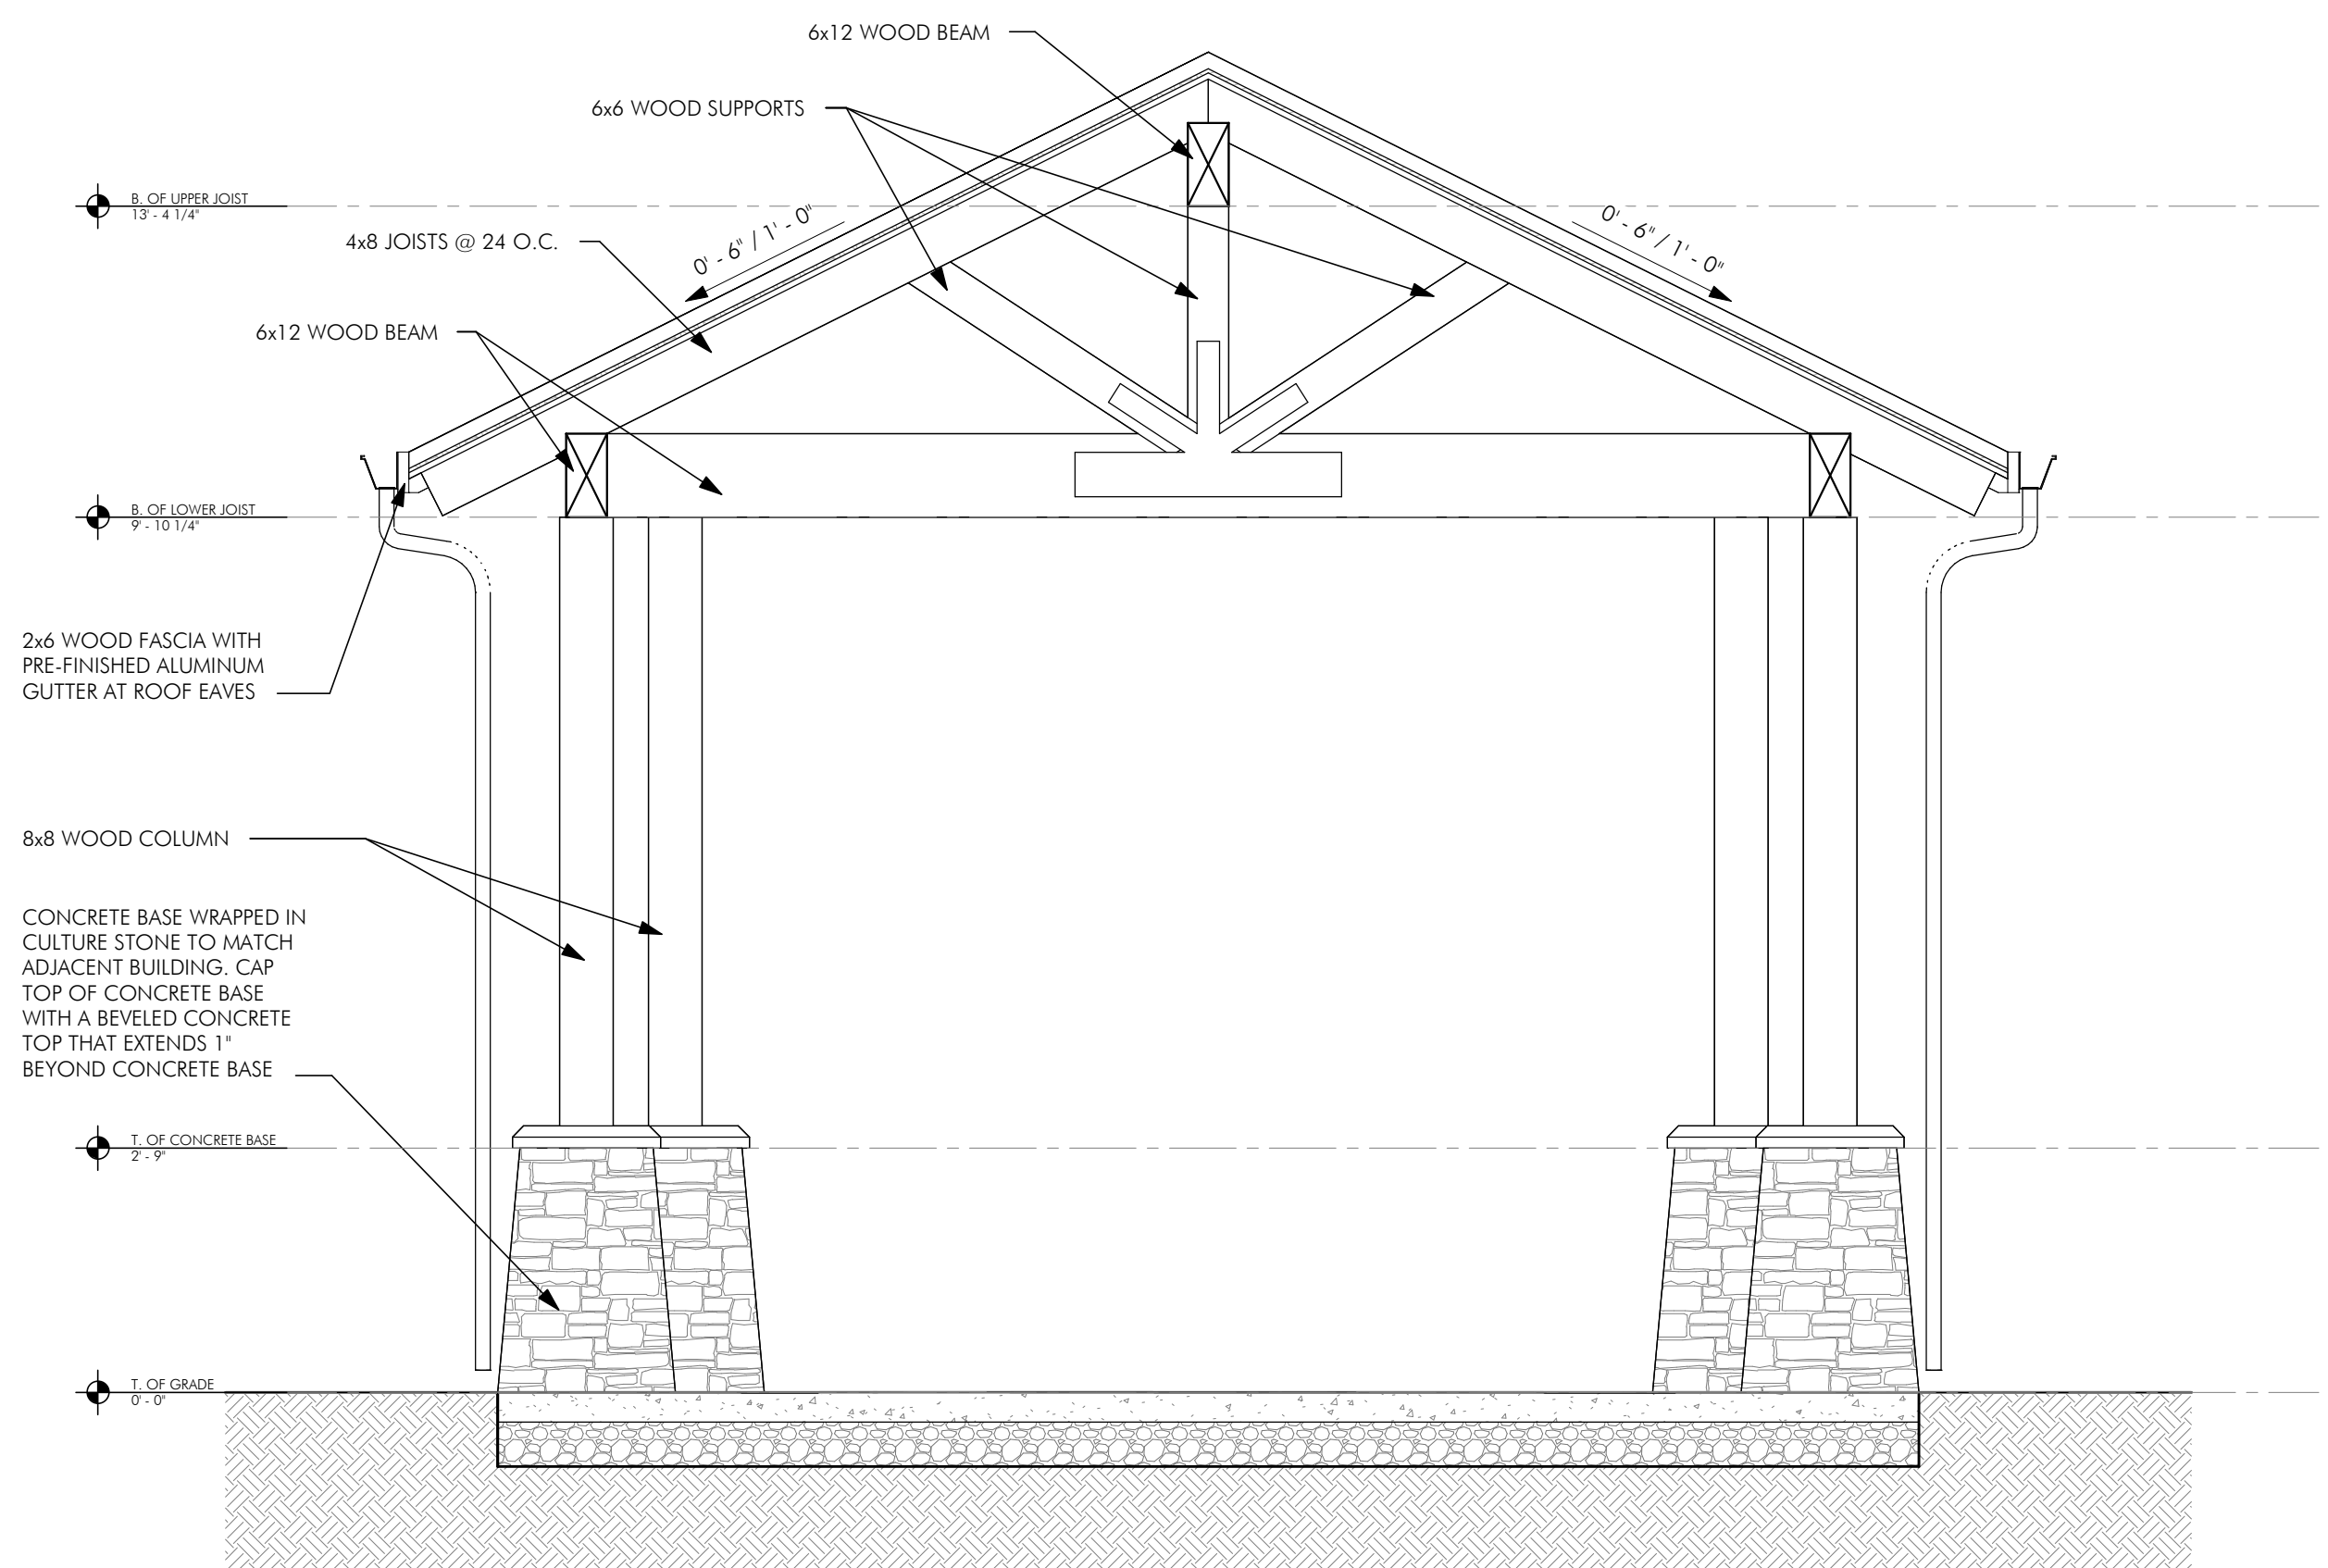 6x12 WOOD BEAM
6x6 WOOD SUPPORTS
B. OF UPPER JOIST
13' - 4 1/4"
0' - 6" / 1' - 0"
0' - 6" / 1' - 0"
4x8 JOISTS @ 24 O.C.
6x12 WOOD BEAM
B. OF LOWER JOIST
9' - 10 1/4"
2x6 WOOD FASCIA WITH
PRE-FINISHED ALUMINUM
GUTTER AT ROOF EAVES
8x8 WOOD COLUMN
CONCRETE BASE WRAPPED IN
CULTURE STONE TO MATCH
ADJACENT BUILDING. CAP
TOP OF CONCRETE BASE
WITH A BEVELED CONCRETE
TOP THAT EXTENDS 1"
BEYOND CONCRETE BASE
T. OF CONCRETE BASE
2' - 9"
T. OF GRADE
0' - 0"